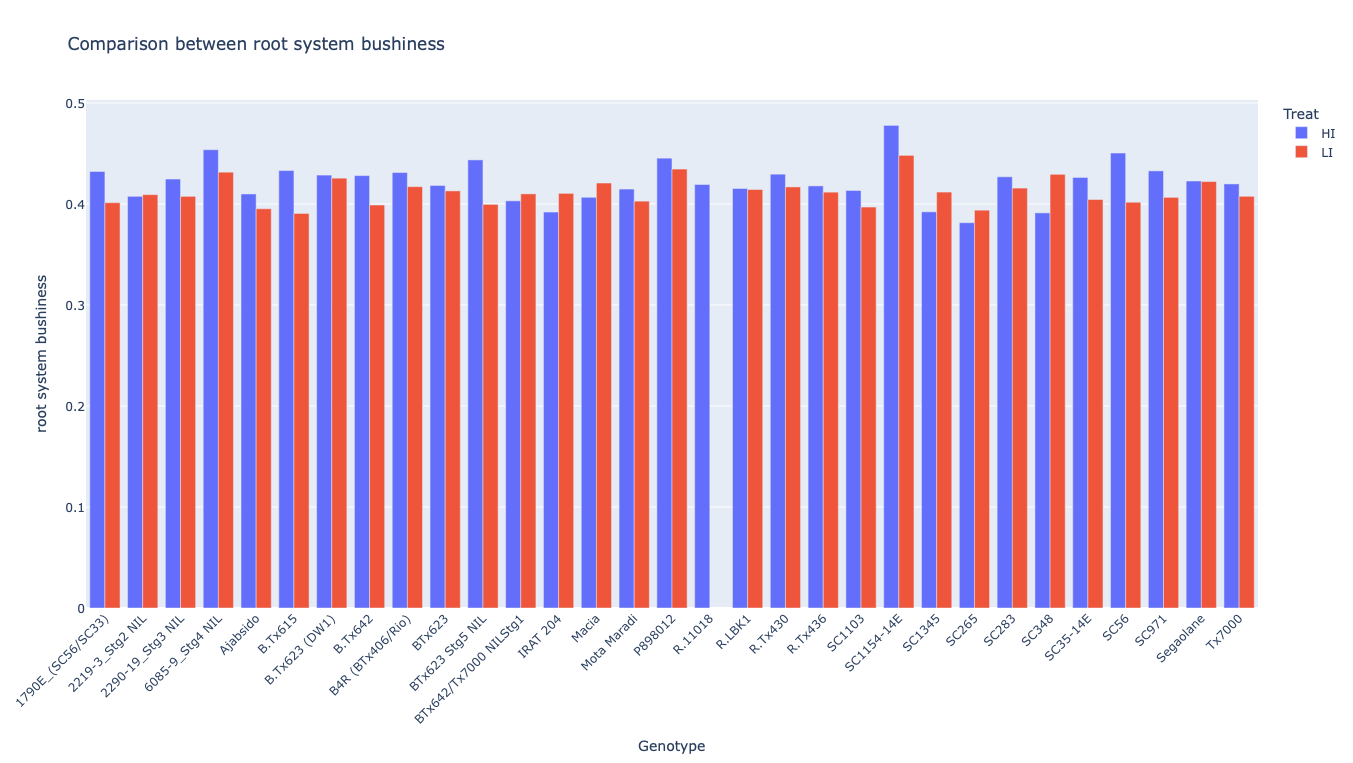 Comparison between root system bushiness
Treat
HI
LI
root system bushiness
0.5
0.4
0.3
0.2
0.1
0
1790E_(SC56/SC33)
2219-3_Stg2 NIL
2290-19_Stg3 NIL
6085-9_Stg4 NIL
Ajabsido
B.Tx615
B.Tx623 (DW1)
B.Tx642
B4R (BTx406/Rio)
BTx623
BTx623 Stg5 NIL
BTx642/Tx7000 NILStg1
IRAT 204
Macia
Mota Maradi
PB98012
R.11018
R.LBK1
R.Tx430
R.Tx436
SC1103
SC1154-14E
SC1345
SC265
SC283
SC348
SC35-14E
SC56
SC971
Segaolane
Tx7000
Genotype